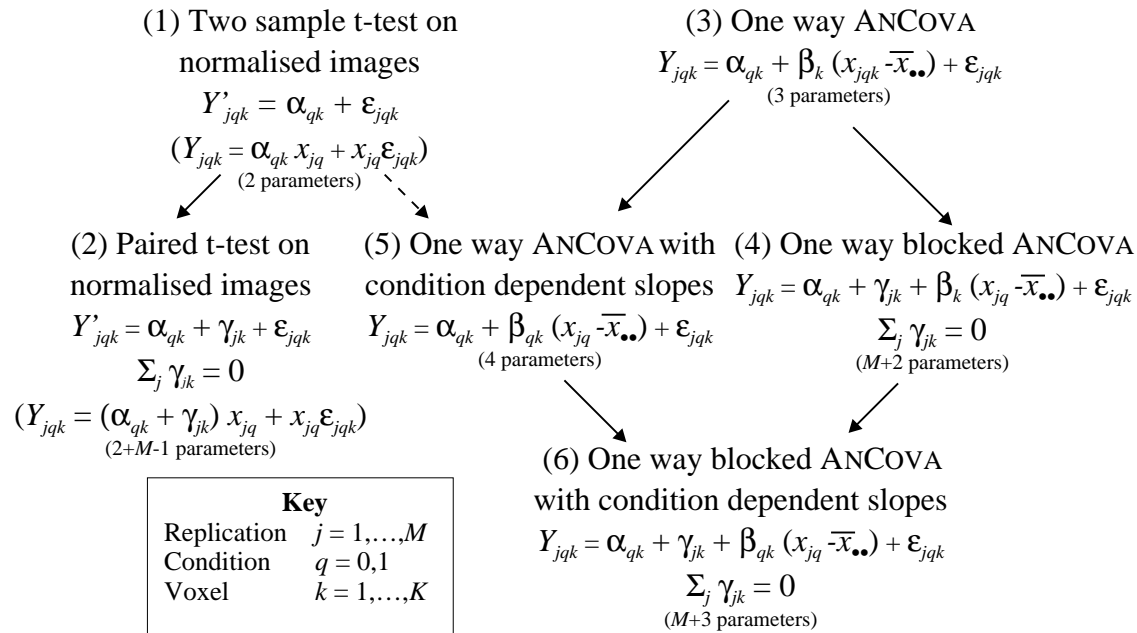 (1) Two sample t-test on
normalised images
Y'jqk = αqk + εjqk
(Yjqk = αqk xjq + xjqεjqk)
(2 parameters)
(3) One way ANCOVA
Yjqk = αqk + βk (xjqk -x̄••) + εjqk
(3 parameters)
(2) Paired t-test on
normalised images
Y'jqk = αqk + γjk + εjqk
Σj γjk = 0
(Yjqk = (αqk + γjk) xjq + xjqεjqk)
(2+M-1 parameters)
(5) One way ANCOVA with
condition dependent slopes
Yjqk = αqk + βqk (xjq -x̄••) + εjqk
(4 parameters)
(4) One way blocked ANCOVA
Yjqk = αqk + γjk + βk (xjq -x̄••) + εjqk
Σj γjk = 0
(M+2 parameters)
(6) One way blocked ANCOVA
with condition dependent slopes
Yjqk = αqk + γjk + βqk (xjq -x̄••) + εjqk
Σj γjk = 0
(M+3 parameters)
Key
Replication j = 1,...,M
Condition q = 0,1
Voxel k = 1,...,K